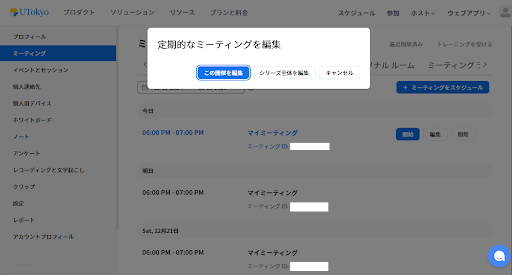 UTokyo プロダクト ソリューション リソース プランと料金 スケジュール 参加 ホスト ウェブアプリ
プロフィール
ミーティング
イベントとセッション
個人連絡先
個人用デバイス
ホワイトボード
ノート
アンケート
レコーディングと文字起こし
クリップ
設定
レポート
アカウントプロフィール
定期的なミーティングを編集
この開催を編集 シリーズ全体を編集 キャンセル
最近削除済み トレーニングを受ける
ナル ルーム ミーティング
+ ミーティングをスケジュール
今日
06:00 PM - 07:00 PM マイミーティング 開始 編集 削除
ミーティング ID:
明日
06:00 PM - 07:00 PM マイミーティング
ミーティング ID:
Sat, 12月21日
06:00 PM - 07:00 PM マイミーティング
ミーティング ID: